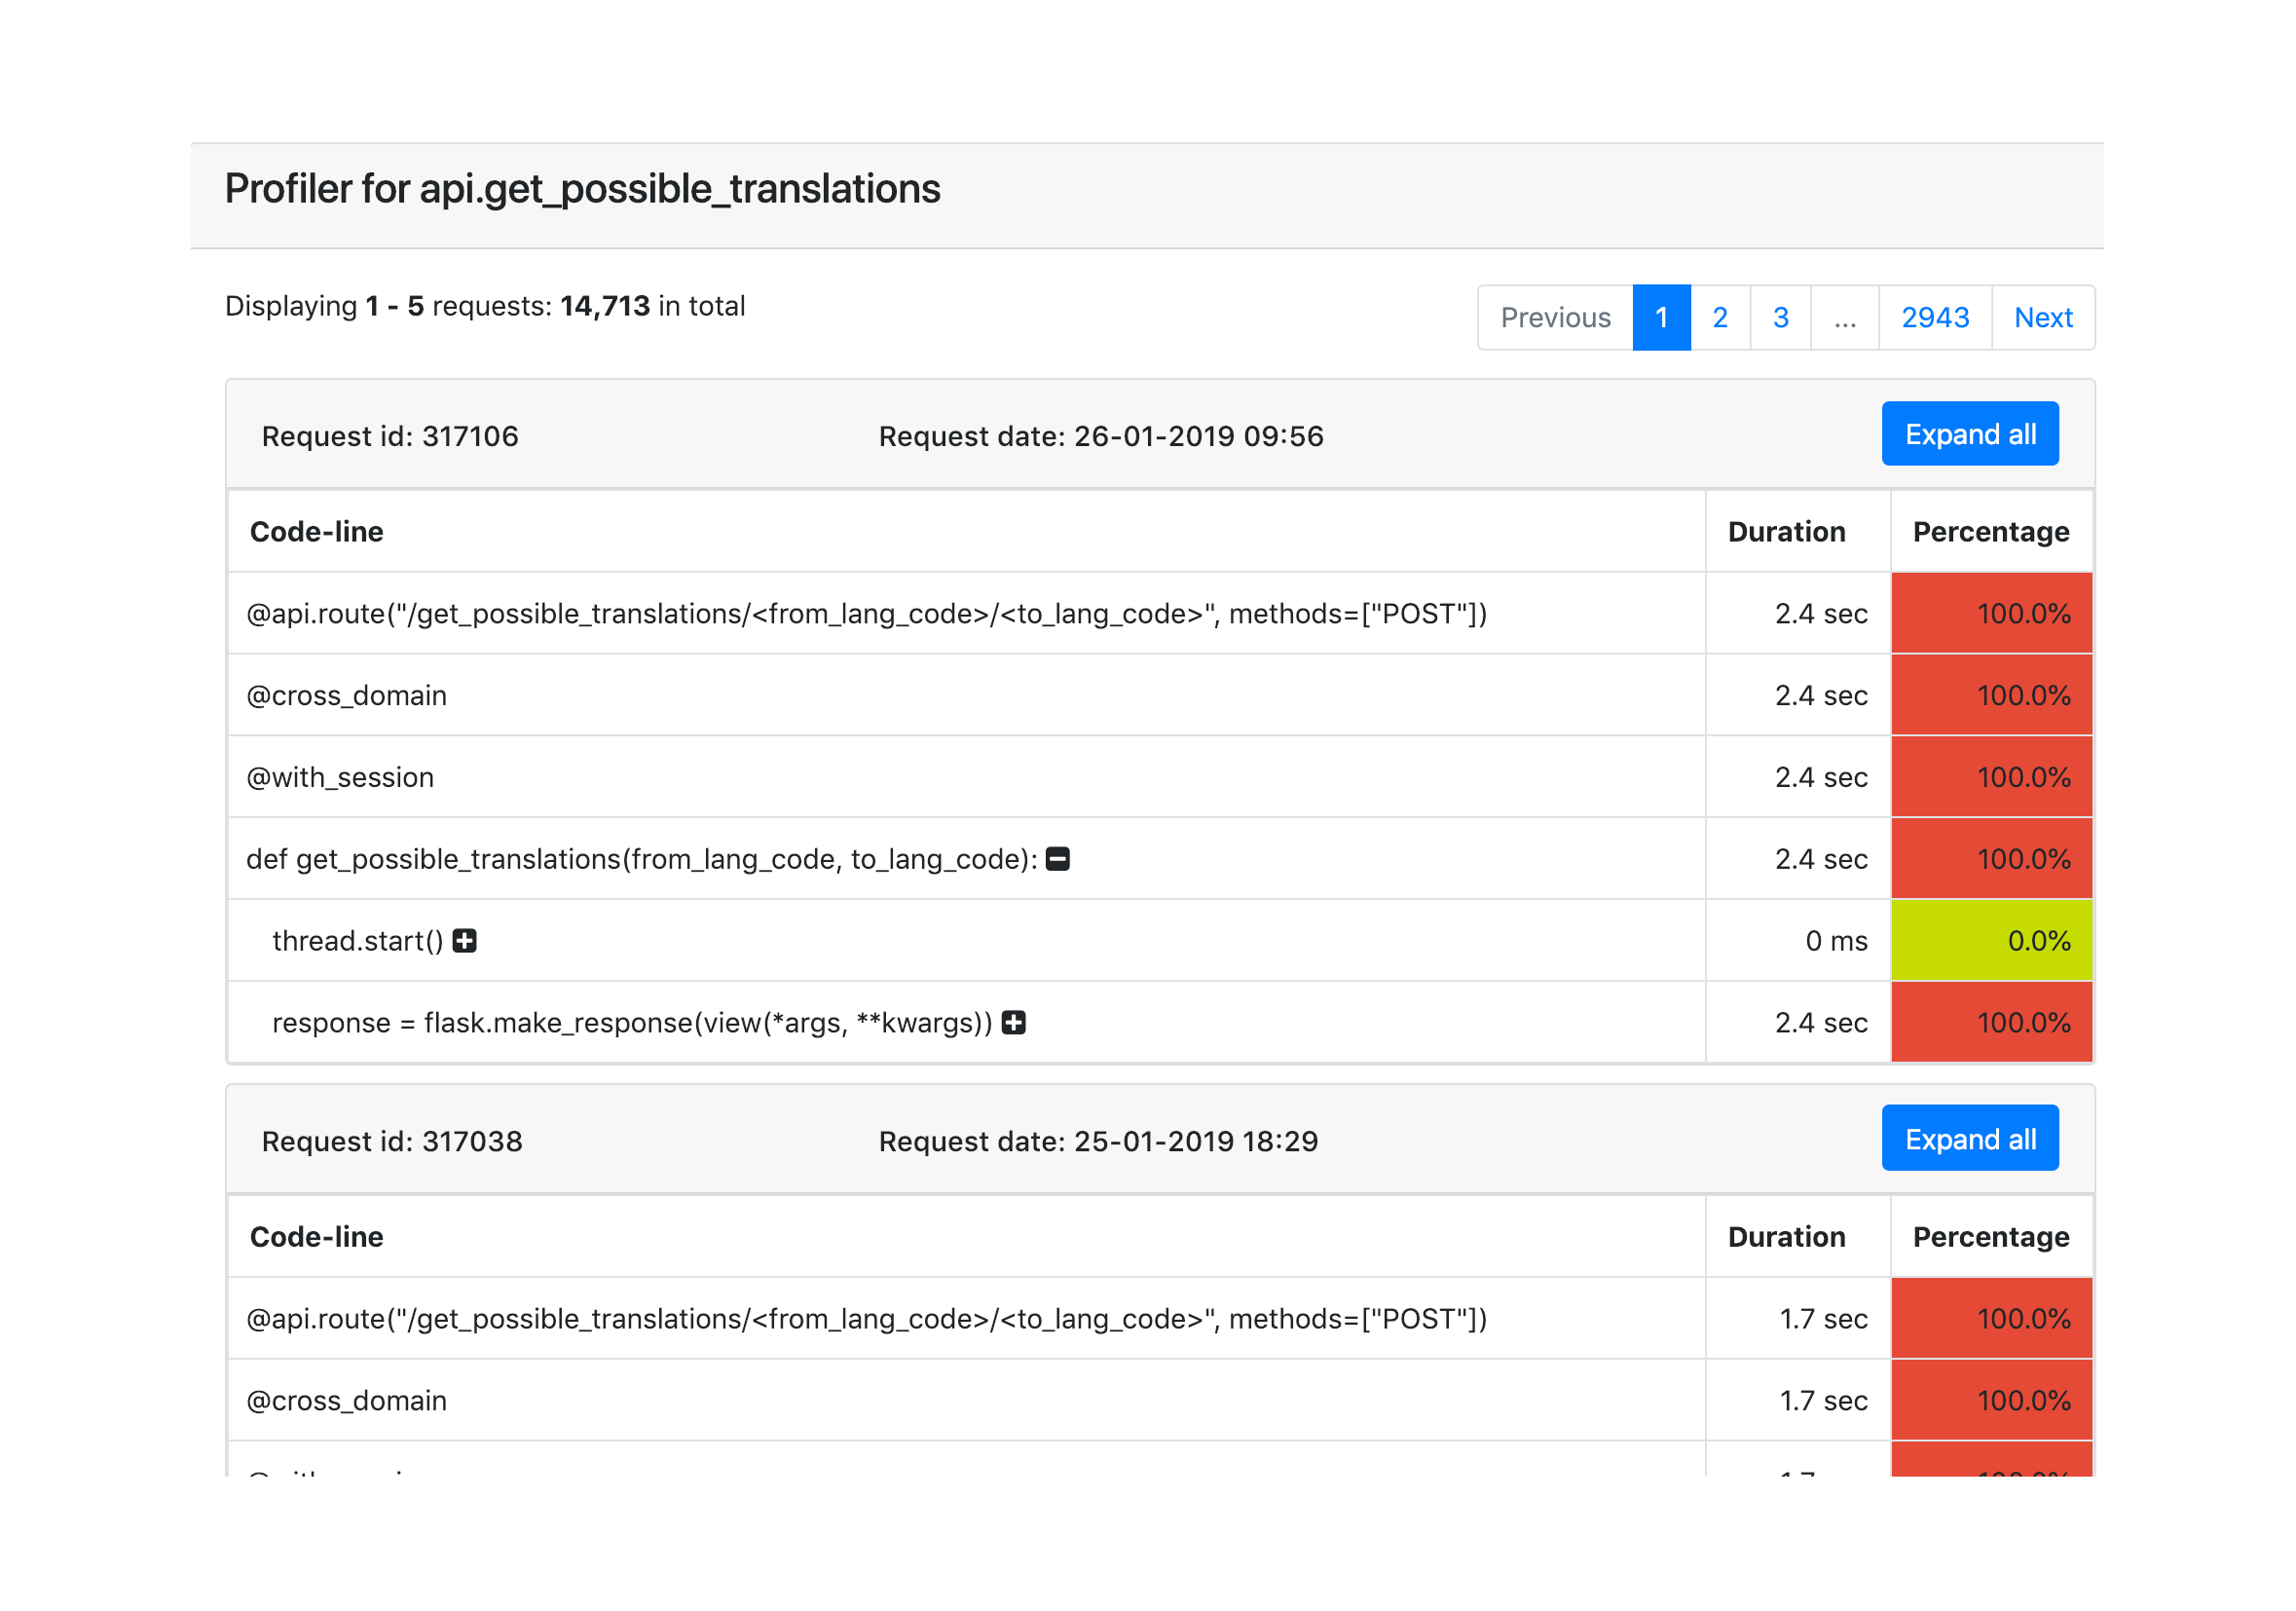 Profiler for api.get_possible_translations
Displaying 1 - 5 requests: 14,713 in total
Previous 1 2 3 ... 2943 Next
Request id: 317106 Request date: 26-01-2019 09:56 Expand all
Code-line Duration Percentage
@api.route("/get_possible_translations/<from_lang_code>/<to_lang_code>", methods=["POST"]) 2.4 sec 100.0%
@cross_domain 2.4 sec 100.0%
@with_session 2.4 sec 100.0%
def get_possible_translations(from_lang_code, to_lang_code): 2.4 sec 100.0%
thread.start() 0 ms 0.0%
response = flask.make_response(view(*args, **kwargs)) 2.4 sec 100.0%
Request id: 317038 Request date: 25-01-2019 18:29 Expand all
Code-line Duration Percentage
@api.route("/get_possible_translations/<from_lang_code>/<to_lang_code>", methods=["POST"]) 1.7 sec 100.0%
@cross_domain 1.7 sec 100.0%